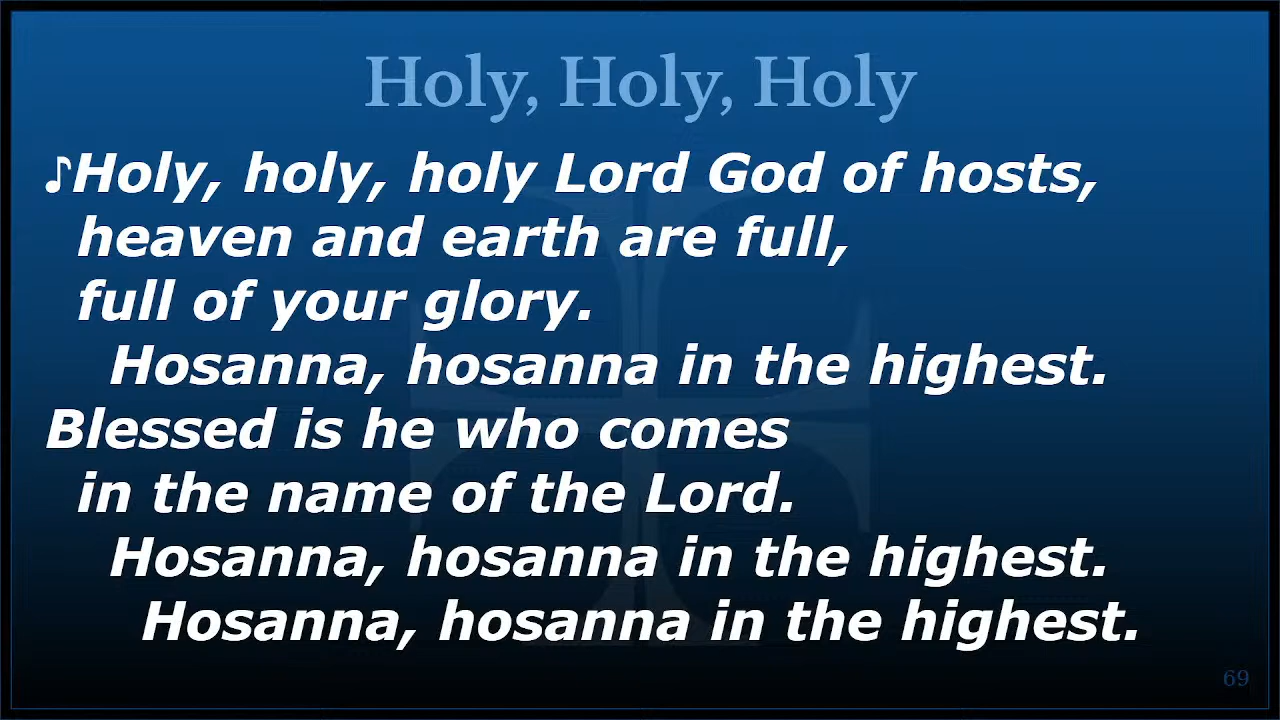 Holy, Holy, Holy
♪Holy, holy, holy Lord God of hosts,
heaven and earth are full,
full of your glory.
Hosanna, hosanna in the highest.
Blessed is he who comes
in the name of the Lord.
Hosanna, hosanna in the highest.
Hosanna, hosanna in the highest.
69